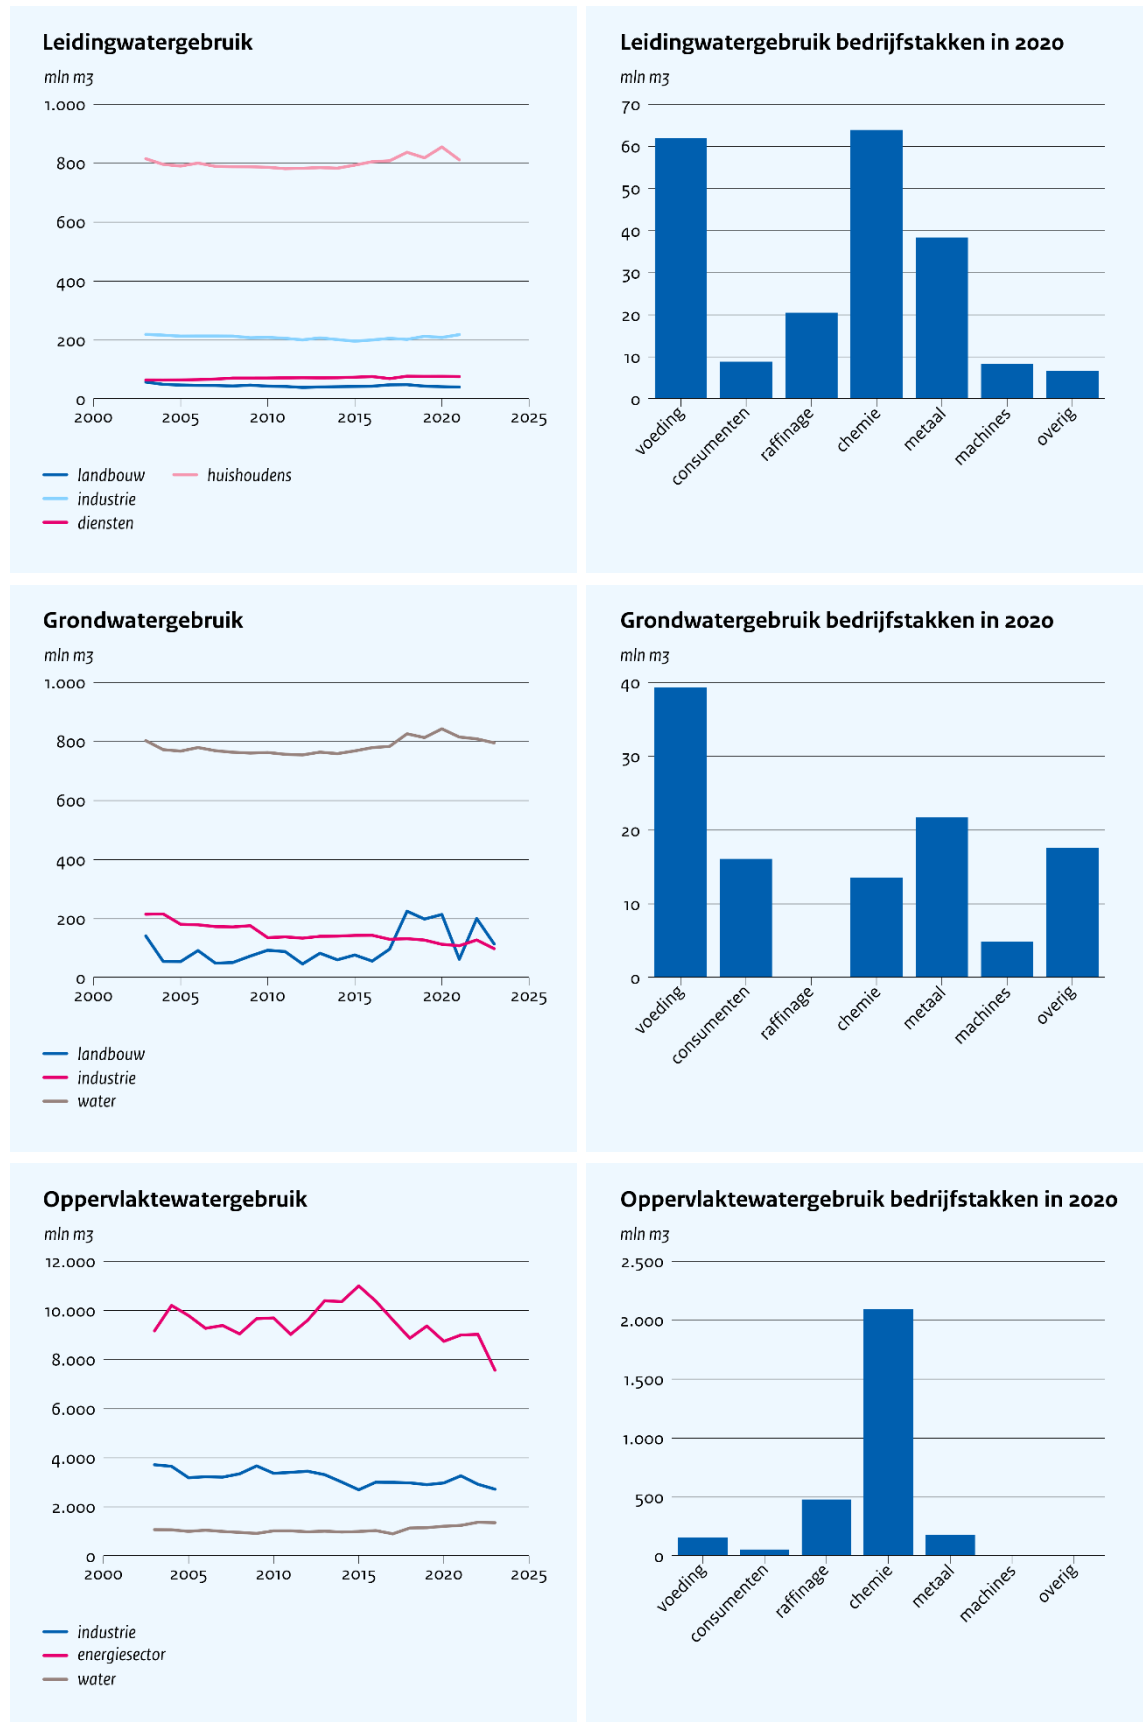 Leidingwatergebruik
mln m3
1.000
800
600
400
200
0
2000 2005 2010 2015 2020 2025
landbouw huishoudens
industrie
diensten
Leidingwatergebruik bedrijfstakken in 2020
mln m3
70
60
50
40
30
20
10
0
voeding consumenten raffinage chemie metaal machines overig
Grondwatergebruik
mln m3
1.000
800
600
400
200
0
2000 2005 2010 2015 2020 2025
landbouw
industrie
water
Grondwatergebruik bedrijfstakken in 2020
mln m3
40
30
20
10
0
voeding consumenten raffinage chemie metaal machines overig
Oppervlaktewatergebruik
mln m3
12.000
10.000
8.000
6.000
4.000
2.000
0
2000 2005 2010 2015 2020 2025
industrie
energiesector
water
Oppervlaktewatergebruik bedrijfstakken in 2020
mln m3
2.500
2.000
1.500
1.000
500
0
voeding consumenten raffinage chemie metaal machines overig